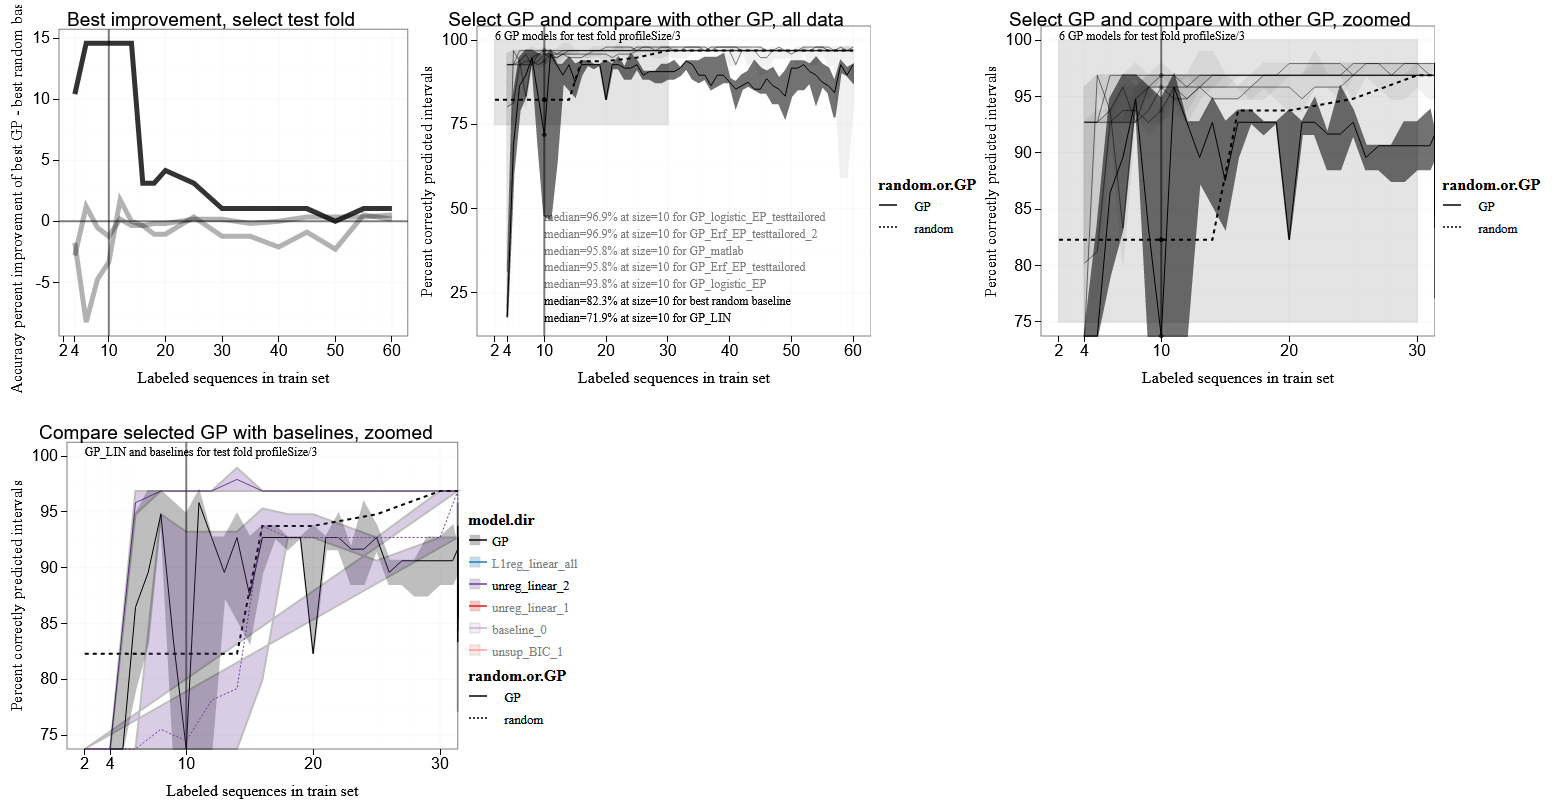 Best improvement, select test fold
Accuracy percent improvement of best GP - best random bas
15
10
5
0
-5
2 4 10 20 30 40 50 60
Labeled sequences in train set
Select GP and compare with other GP, all data
6 GP models for test fold profileSize/3
Percent correctly predicted intervals
100
75
50
25
median=96.9% at size=10 for GP_logistic_EP_testtailored
median=96.9% at size=10 for GP_Erf_EP_testtailored_2
median=95.8% at size=10 for GP_matlab
median=95.8% at size=10 for GP_Erf_EP_testtailored
median=93.8% at size=10 for GP_logistic_EP
median=82.3% at size=10 for best random baseline
median=71.9% at size=10 for GP_LIN
2 4 10 20 30 40 50 60
Labeled sequences in train set
random.or.GP
GP
random
Select GP and compare with other GP, zoomed
6 GP models for test fold profileSize/3
Percent correctly predicted intervals
100
95
90
85
80
75
2 4 10 20 30
Labeled sequences in train set
random.or.GP
GP
random
Compare selected GP with baselines, zoomed
GP_LIN and baselines for test fold profileSize/3
Percent correctly predicted intervals
100
95
90
85
80
75
2 4 10 20 30
Labeled sequences in train set
model.dir
GP
L1reg_linear_all
unreg_linear_2
unreg_linear_1
baseline_0
unsup_BIC_1
random.or.GP
GP
random